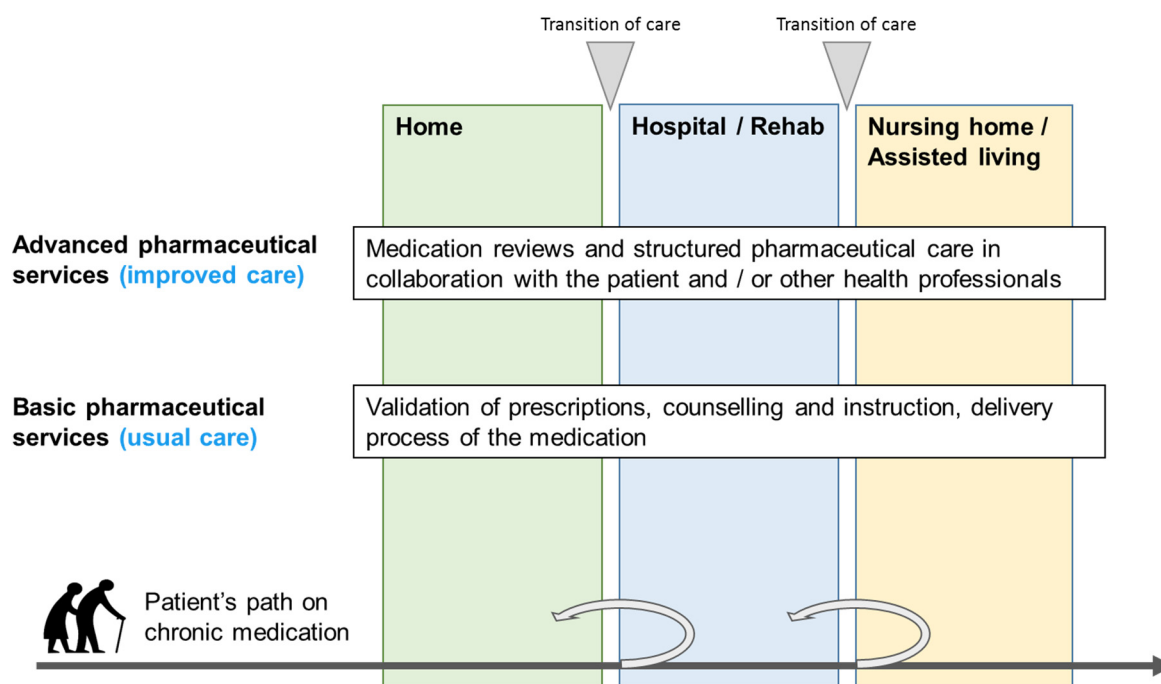 Transition of care
Transition of care
Home
Hospital / Rehab
Nursing home /
Assisted living
Advanced pharmaceutical
services (improved care)
Medication reviews and structured pharmaceutical care in
collaboration with the patient and / or other health professionals
Basic pharmaceutical
services (usual care)
Validation of prescriptions, counselling and instruction, delivery
process of the medication
Patient’s path on
chronic medication